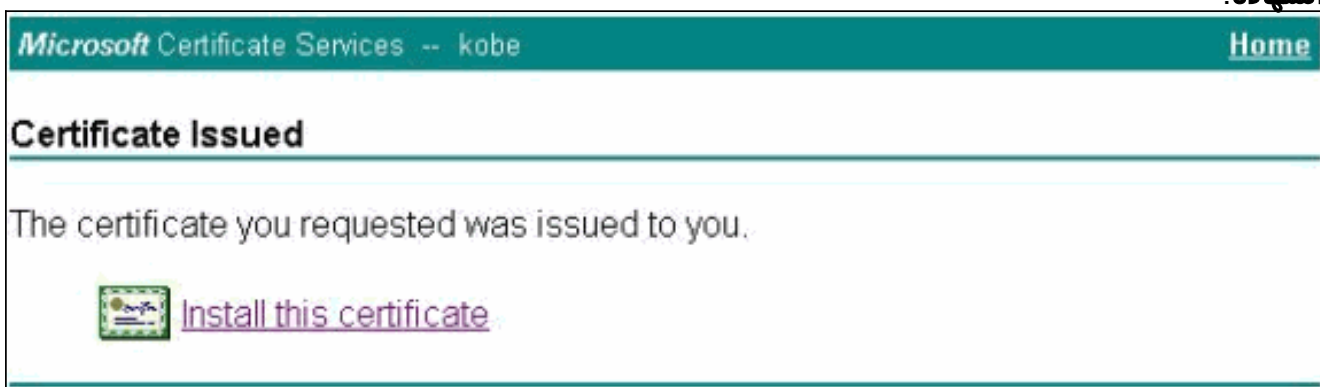 Microsoft Certificate Services -- kobe Home
Certificate Issued
The certificate you requested was issued to you.
Install this certificate